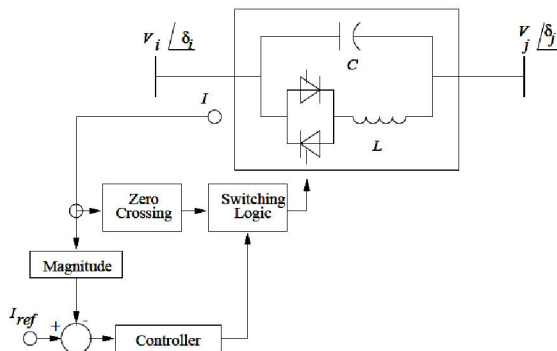 V_i /δ_i
V_j /δ_j
C
I
L
Zero
Crossing
Switching
Logic
Magnitude
I_ref
+
-
Controller